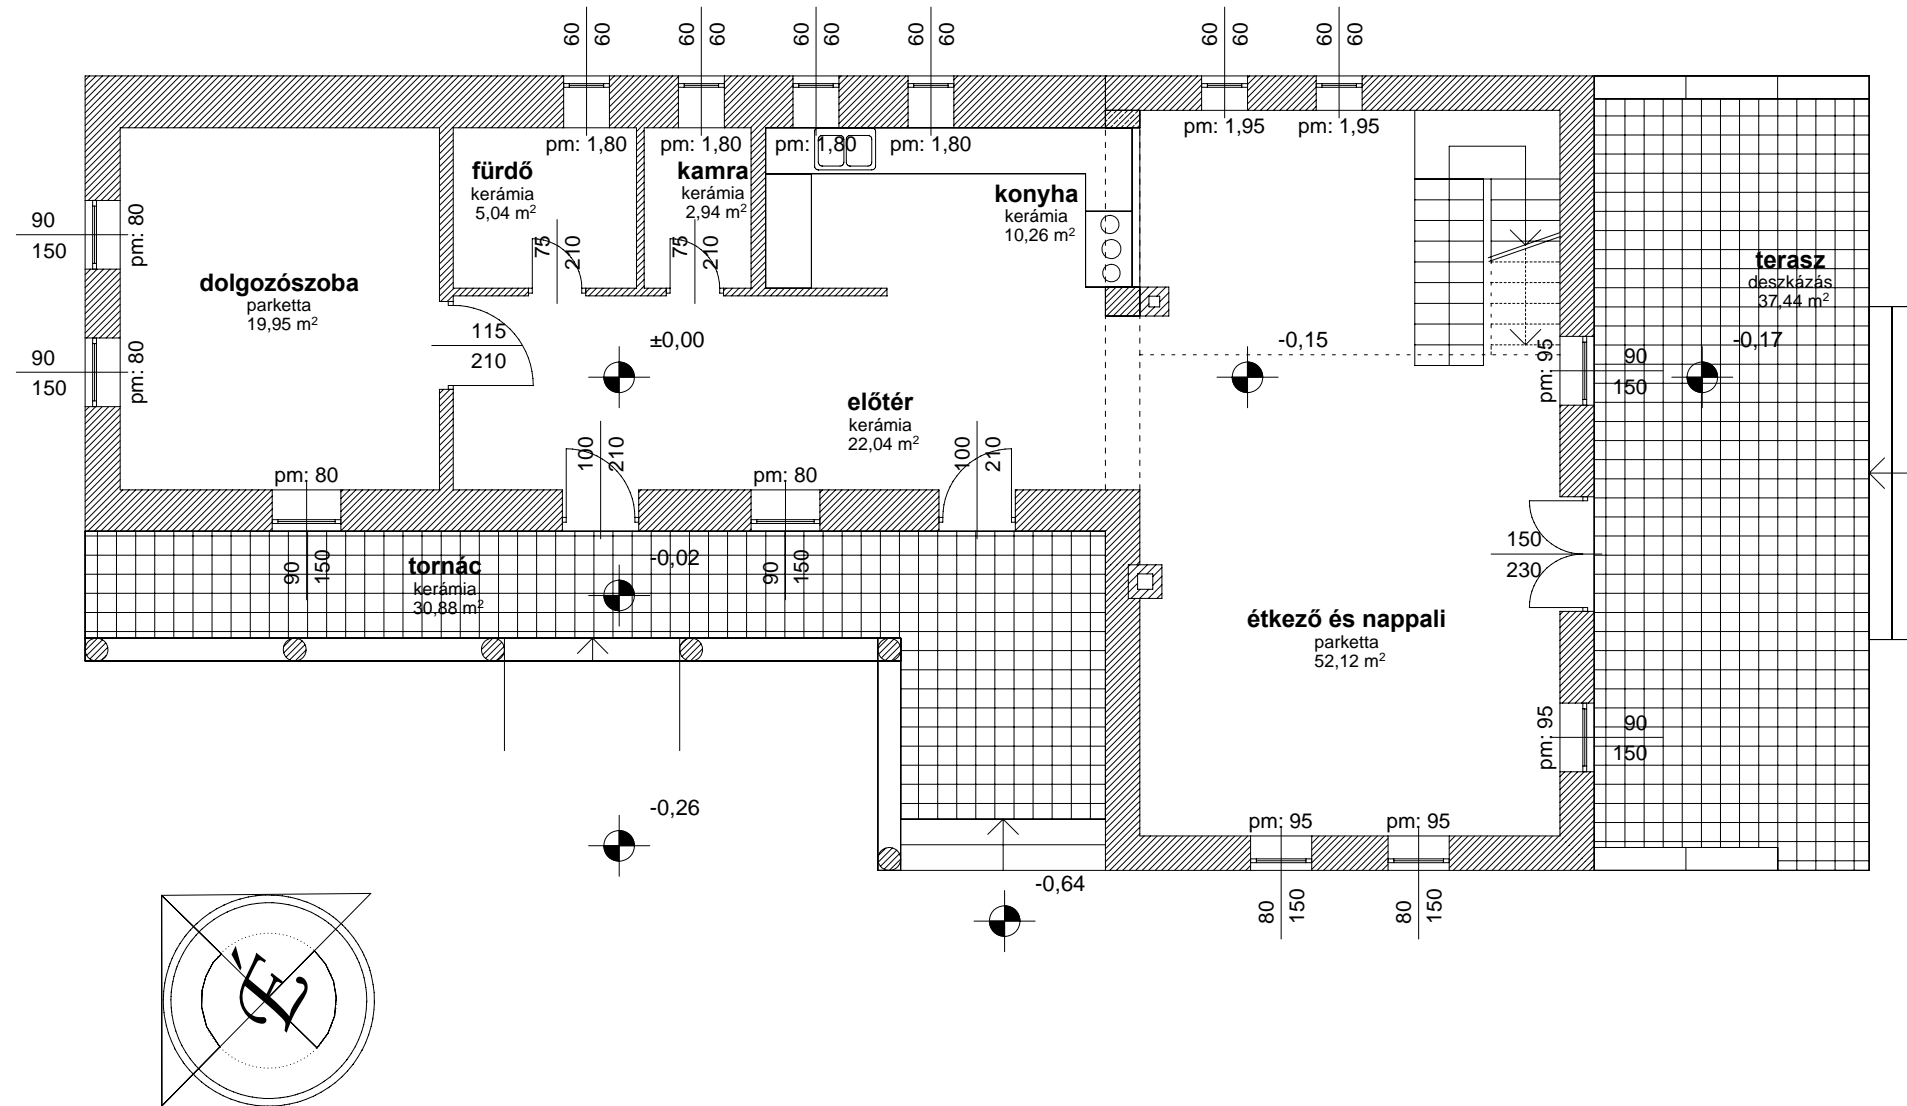 60 60
60 60
60 60
60 60
60 60
60 60
pm: 1,80
pm: 1,80
pm: 1,80
pm: 1,80
pm: 1,95
pm: 1,95
fürdő
kerámia
5,04 m²
kamra
kerámia
2,94 m²
konyha
kerámia
10,26 m²
75
210
75
210
90
150
pm: 80
90
150
pm: 80
dolgozószoba
parketta
19,95 m²
115
210
±0,00
-0,15
terasz
deszkázás
37,44 m²
-0,17
pm: 95
90
150
előtér
kerámia
22,04 m²
100
210
100
210
pm: 80
pm: 80
90
150
90
150
tornác
kerámia
30,88 m²
-0,02
150
230
étkező és nappali
parketta
52,12 m²
pm: 95
90
150
-0,26
pm: 95
pm: 95
80
150
80
150
-0,64
É